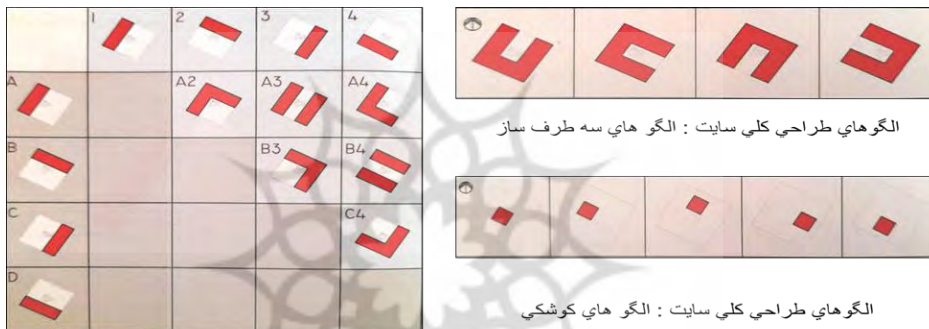 1 2 3 4
A A2 A3 A4
B B3 B4
C C4
D
الگوهاي طراحي كلي سايت : الگو هاي سه طرف ساز
الگوهاي طراحي كلي سايت : الگو هاي كوشكي